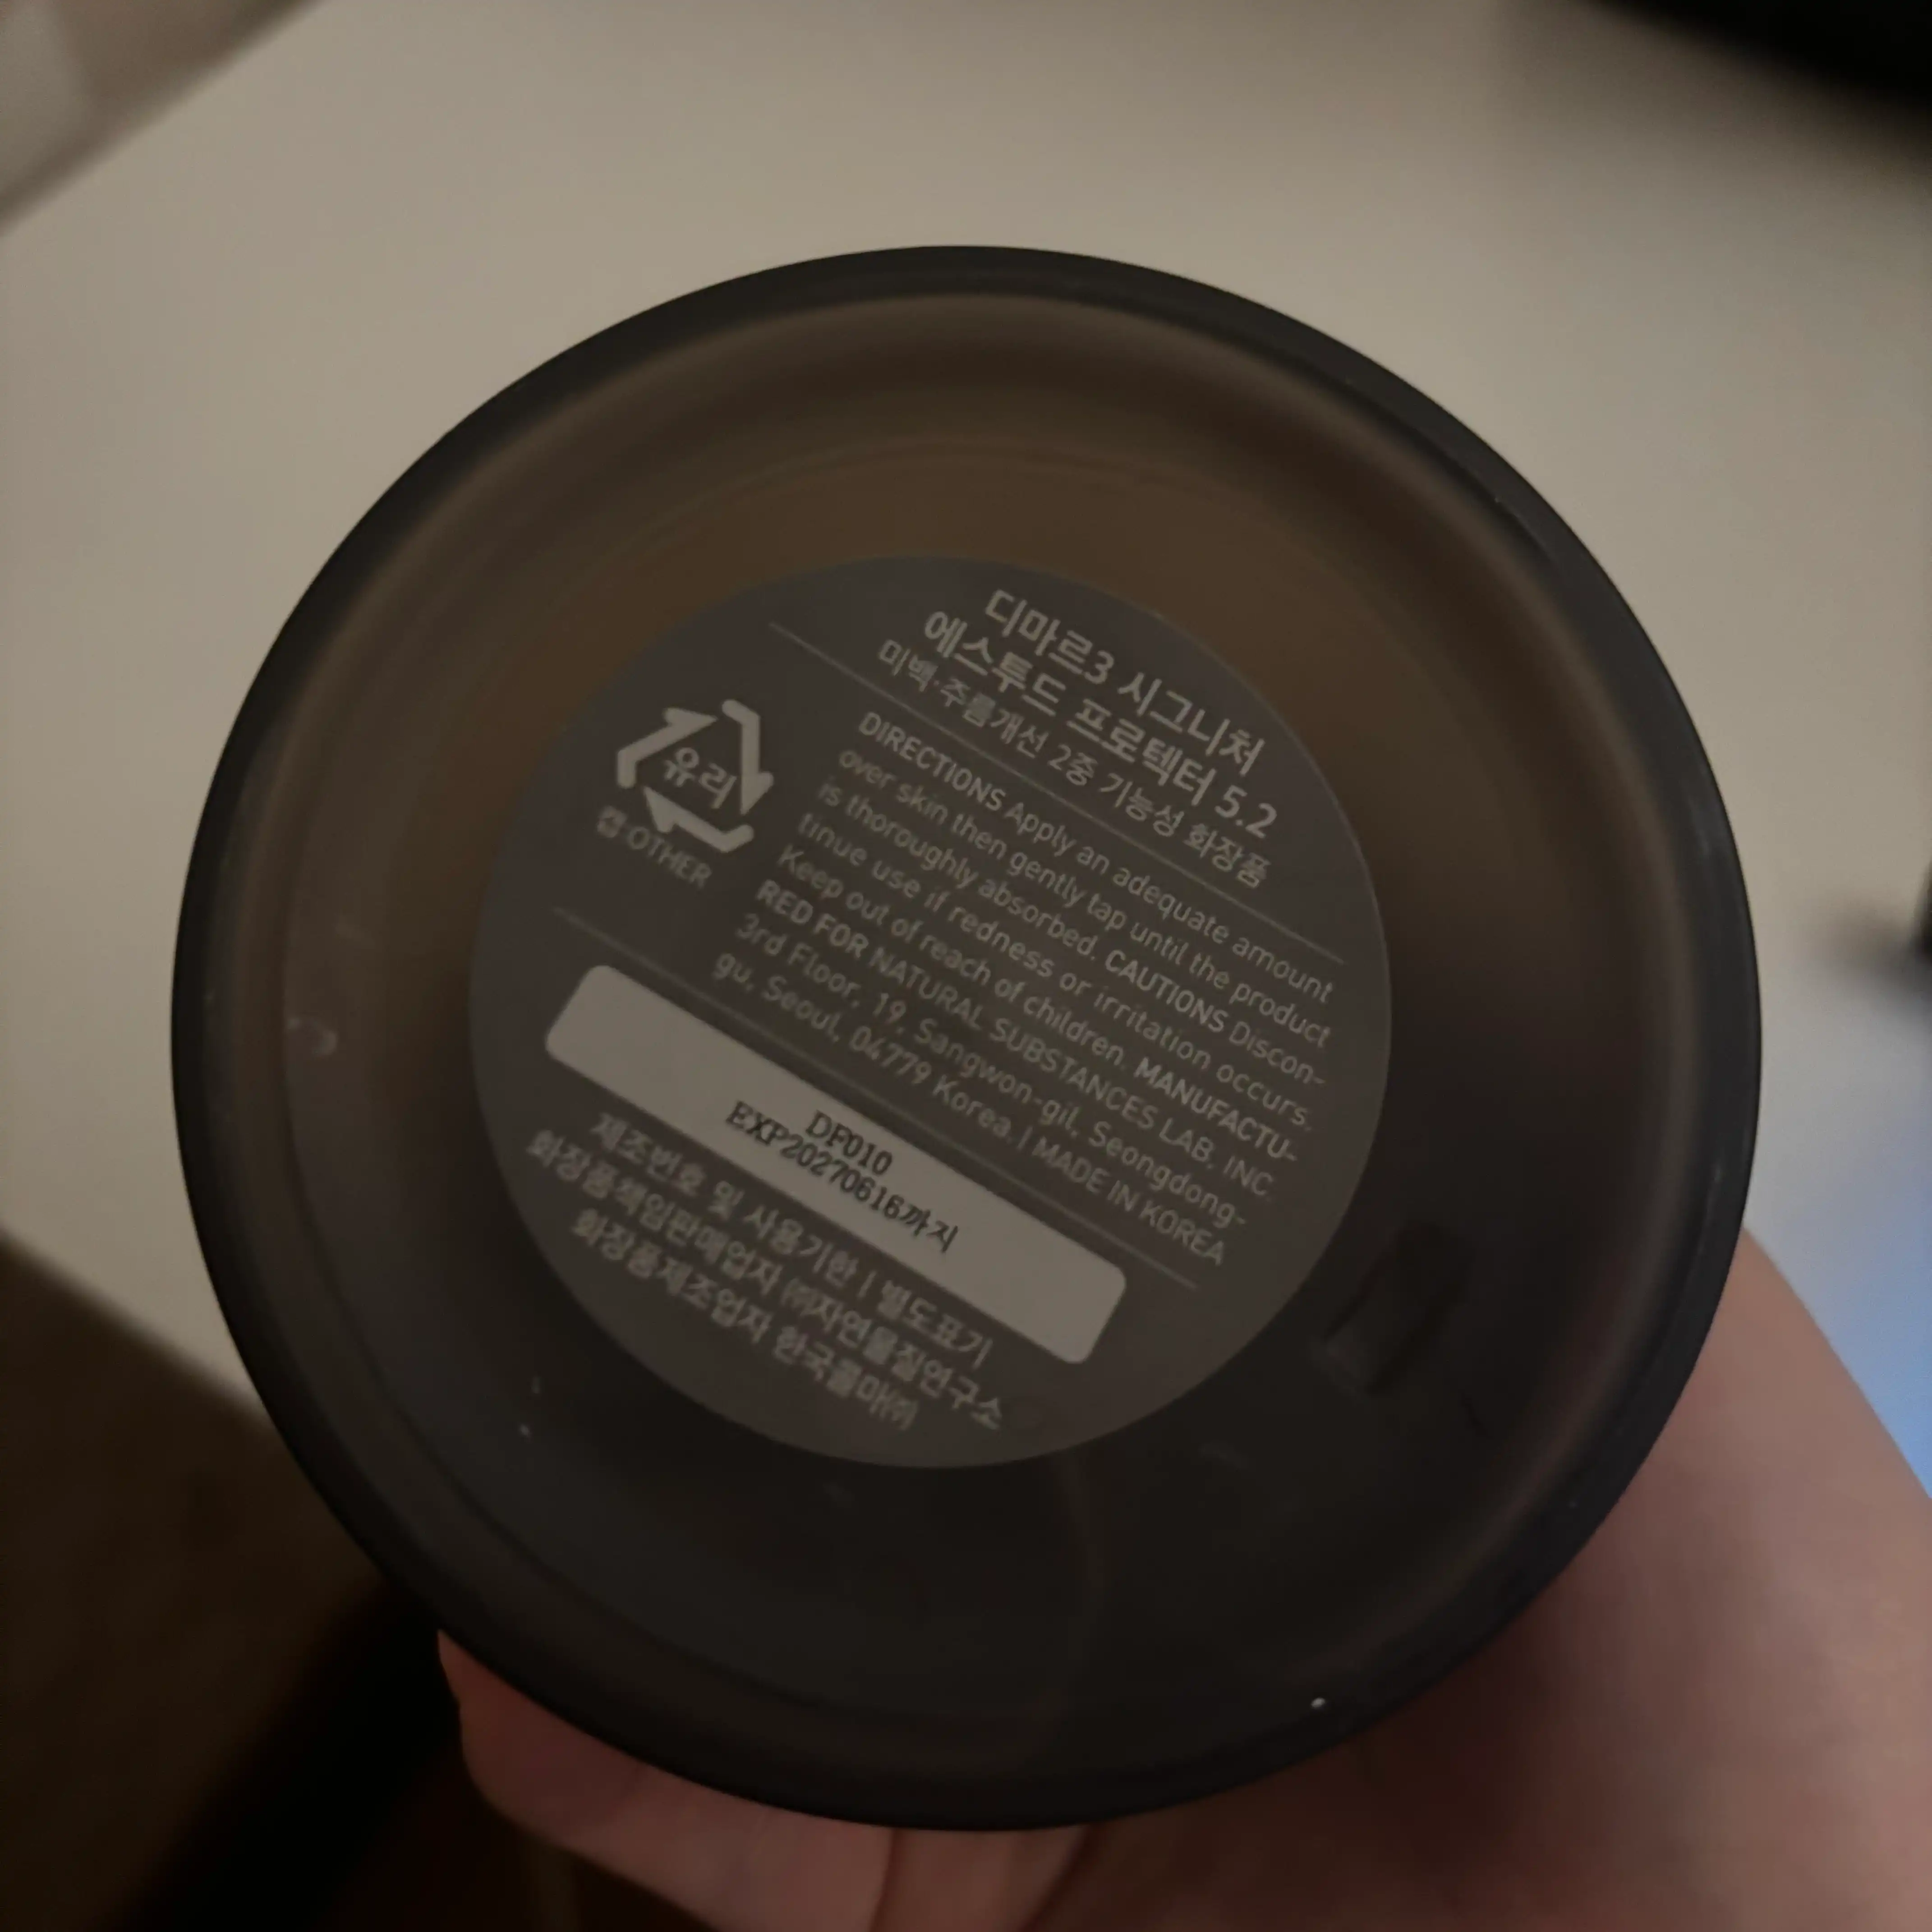 디마르3 시그니처
에스투드 프로텍터 5.2
미백·주름개선 2중 기능성 화장품
유리
캡:OTHER
DIRECTIONS Apply an adequate amount
over skin then gently tap until the product
is thoroughly absorbed. CAUTIONS Discon-
tinue use if redness or irritation occurs.
Keep out of reach of children. MANUFACTU-
RED FOR NATURAL SUBSTANCES LAB, INC.
3rd Floor, 19, Sangwon-gil, Seongdong-
gu, Seoul, 04779 Korea. | MADE IN KOREA
DF010
EXP20270616까지
제조번호 및 사용기한 | 별도표기
화장품책임판매업자 ㈜자연물질연구소
화장품제조업자 한국콜마㈜